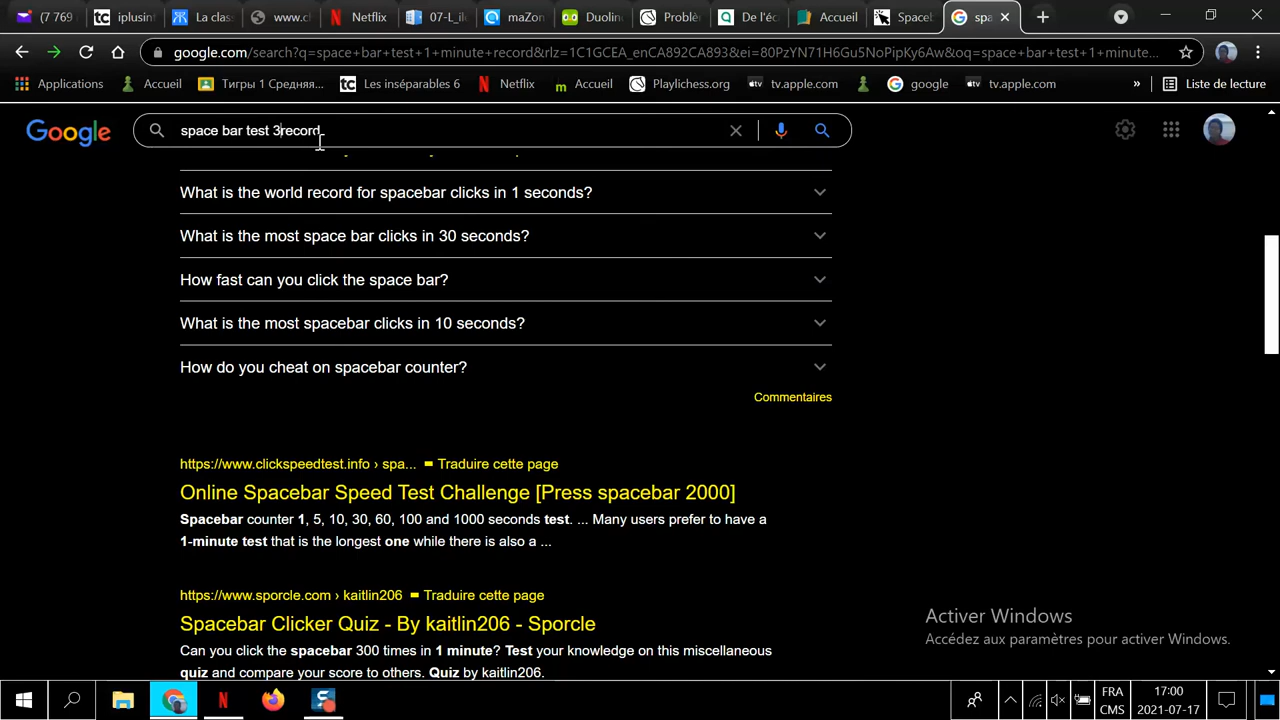 (7 769
iplusint
La class
www.cl
Netflix
07-L_ile
maZon
Duolin
Problè
De l'éc
Accueil
Spaceb
spa
google.com/search?q=space+bar+test+1+minute+record&rlz=1C1GCEA_enCA892CA893&ei=80PzYN71H6Gu5NoPipKy6Aw&oq=space+bar+test+1+minute...
Applications
Accueil
Тигры 1 Средняя...
Les inséparables 6
Netflix
Accueil
Playlichess.org
tv.apple.com
google
tv.apple.com
»
Liste de lecture
Google
space bar test 3record
What is the world record for spacebar clicks in 1 seconds?
What is the most space bar clicks in 30 seconds?
How fast can you click the space bar?
What is the most spacebar clicks in 10 seconds?
How do you cheat on spacebar counter?
Commentaires
https://www.clickspeedtest.info › spa... Traduire cette page
Online Spacebar Speed Test Challenge [Press spacebar 2000]
Spacebar counter 1, 5, 10, 30, 60, 100 and 1000 seconds test. ... Many users prefer to have a
1-minute test that is the longest one while there is also a ...
https://www.sporcle.com › kaitlin206 Traduire cette page
Spacebar Clicker Quiz - By kaitlin206 - Sporcle
Can you click the spacebar 300 times in 1 minute? Test your knowledge on this miscellaneous
quiz and compare your score to others. Quiz by kaitlin206.
Activer Windows
Accédez aux paramètres pour activer Windows.
FRA
CMS
17:00
2021-07-17